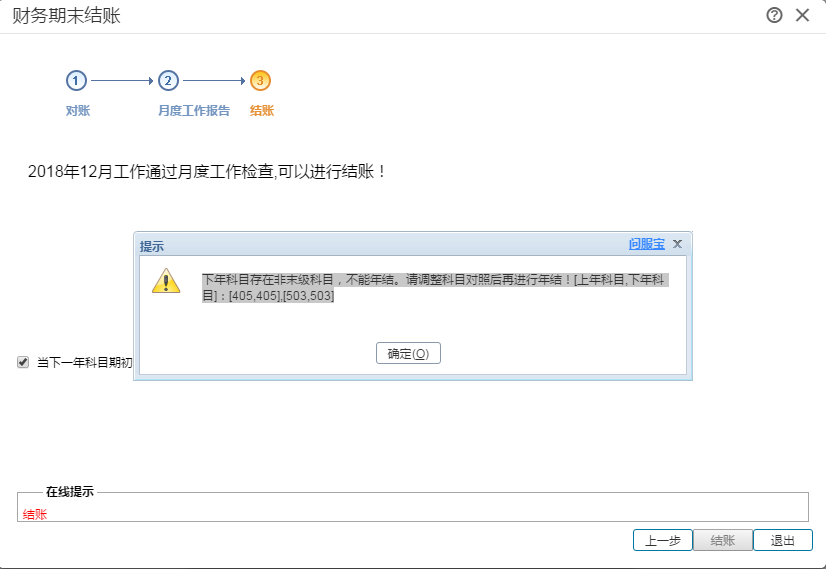 财务期末结账
1
2
3
对账
月度工作报告
结账
2018年12月工作通过月度工作检查,可以进行结账！
提示
问服宝
下年科目存在非末级科目，不能年结。请调整科目对照后再进行年结！[上年科目,下年科
目]：[405,405],[503,503]
确定(O)
当下一年科目期初
在线提示
结账
上一步
结账
退出